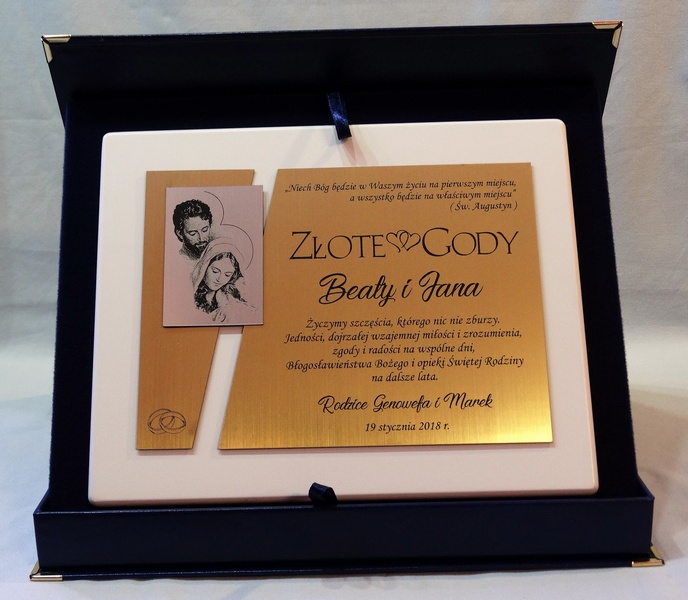 „Niech Bóg będzie w Waszym życiu na pierwszym miejscu,
a wszystko będzie na właściwym miejscu"
( Św. Augustyn )
ZŁOTE GODY
Beaty i Jana
Życzymy szczęścia, którego nic nie zburzy.
Jedności, dojrzałej wzajemnej miłości i zrozumienia,
zgody i radości na wspólne dni,
Błogosławieństwa Bożego i opieki Świętej Rodziny
na dalsze lata.
Rodzice Genowefa i Marek
19 stycznia 2018 r.